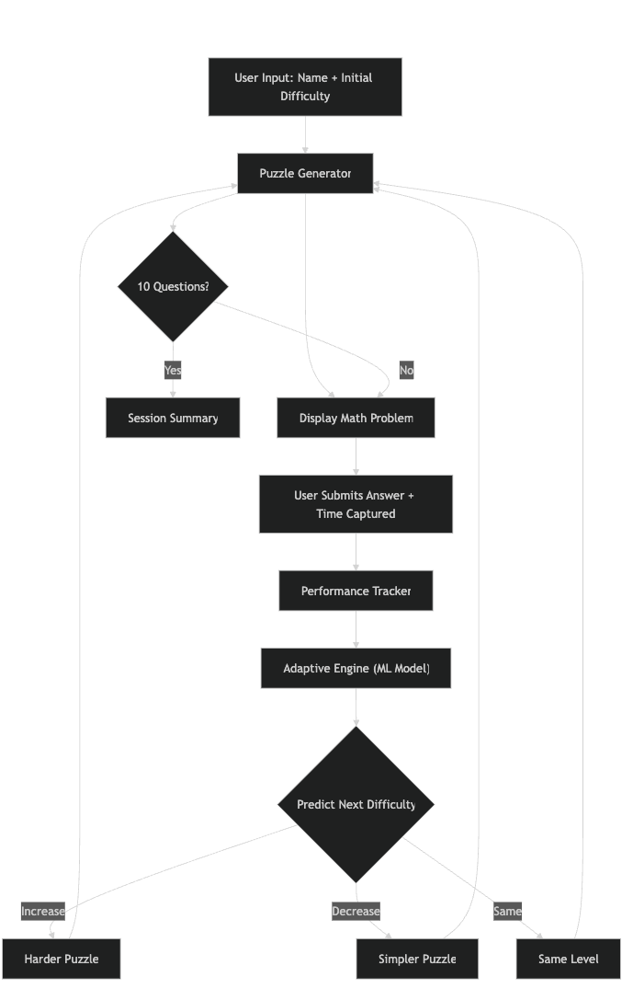 User Input: Name + Initial
Difficulty
Puzzle Generator
10 Questions?
Yes
No
Session Summary
Display Math Problem
User Submits Answer +
Time Captured
Performance Tracker
Adaptive Engine (ML Model)
Predict Next Difficulty
Increase
Decrease
Same
Harder Puzzle
Simpler Puzzle
Same Level